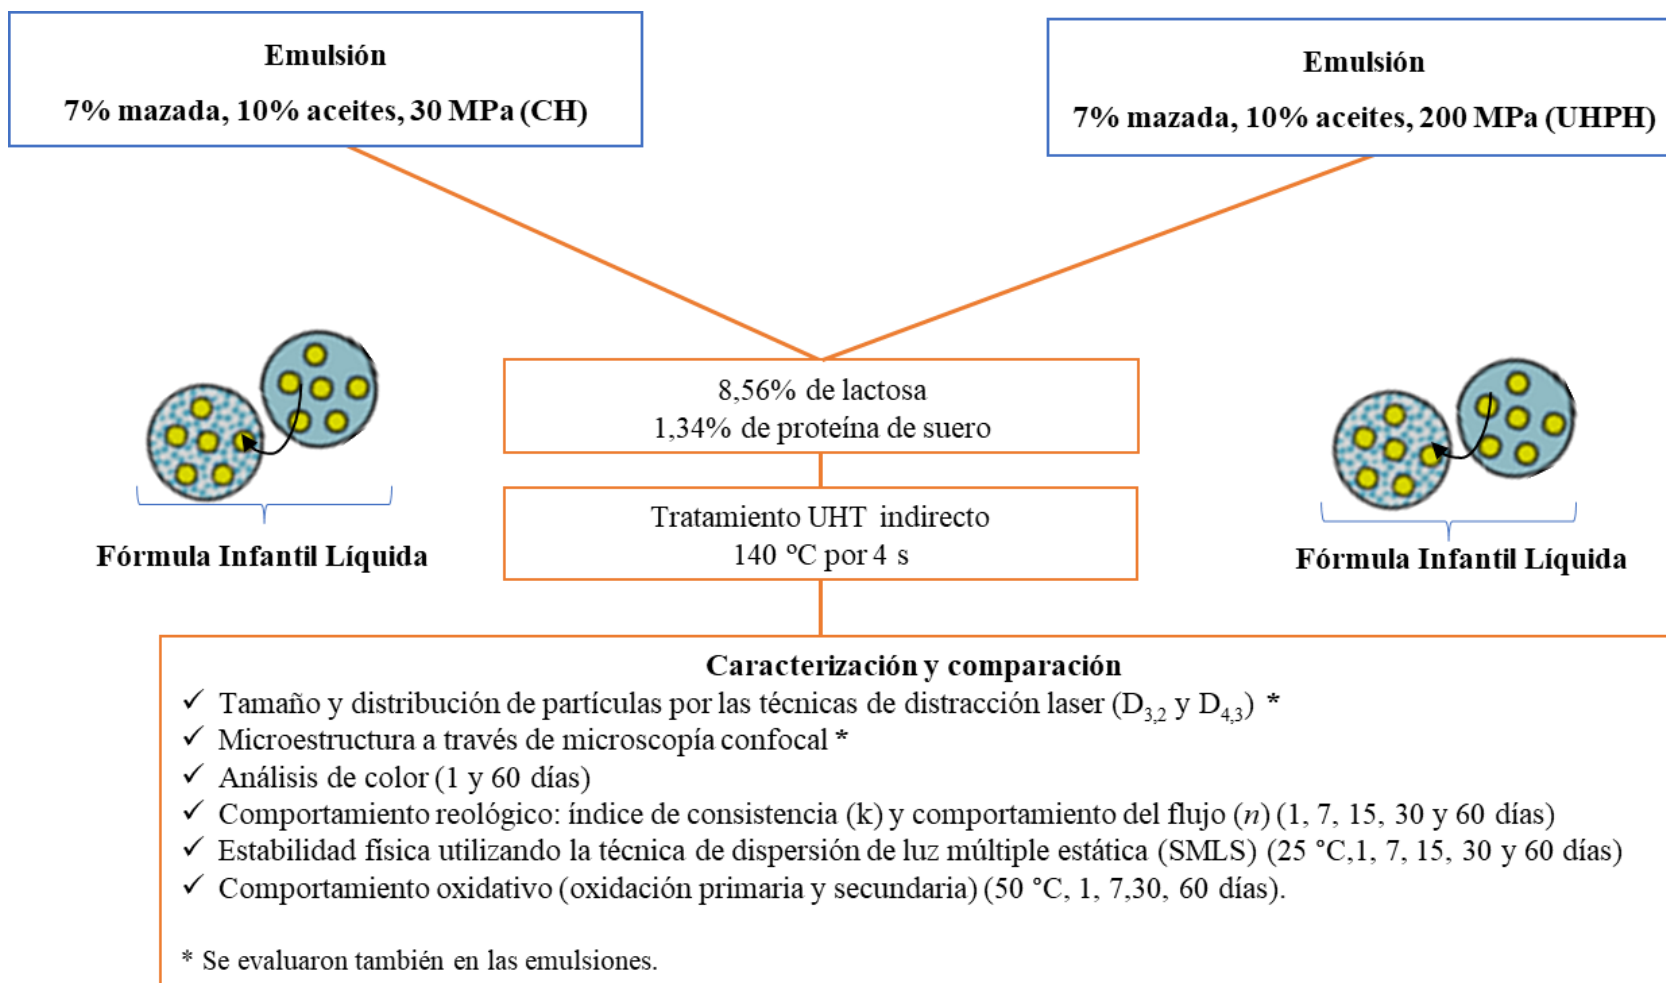 Emulsión
7% mazada, 10% aceites, 30 MPa (CH)
Emulsión
7% mazada, 10% aceites, 200 MPa (UHPH)
8,56% de lactosa
1,34% de proteína de suero
Tratamiento UHT indirecto
140 °C por 4 s
Fórmula Infantil Líquida
Fórmula Infantil Líquida
Caracterización y comparación
✓ Tamaño y distribución de partículas por las técnicas de distracción laser (D3,2 y D4,3) *
✓ Microestructura a través de microscopía confocal *
✓ Análisis de color (1 y 60 días)
✓ Comportamiento reológico: índice de consistencia (k) y comportamiento del flujo (n) (1, 7, 15, 30 y 60 días)
✓ Estabilidad física utilizando la técnica de dispersión de luz múltiple estática (SMLS) (25 °C,1, 7, 15, 30 y 60 días)
✓ Comportamiento oxidativo (oxidación primaria y secundaria) (50 °C, 1, 7,30, 60 días).
* Se evaluaron también en las emulsiones.